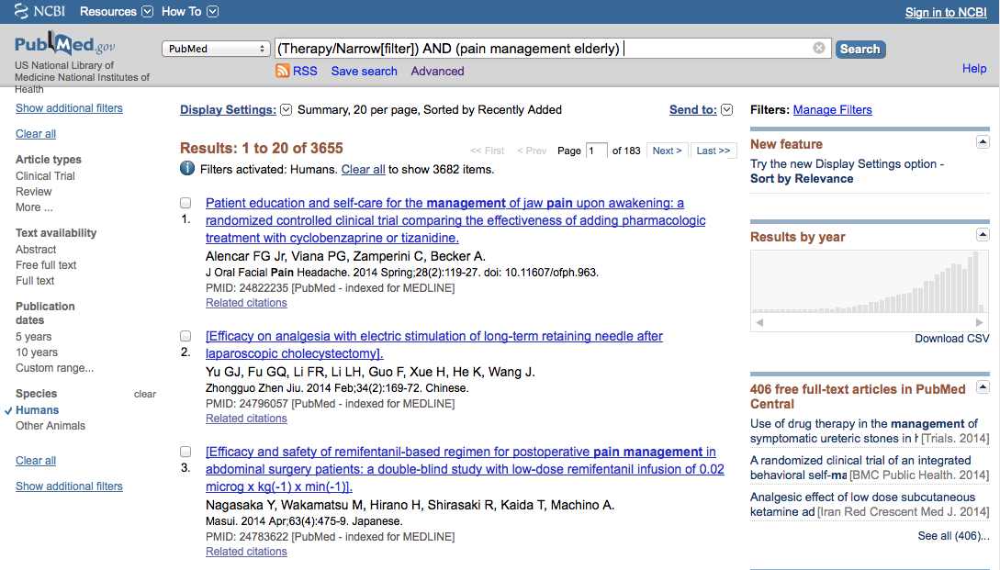 NCBI Resources How To Sign in to NCBI
PubMed.gov
US National Library of
Medicine National Institutes of
Health
PubMed
(Therapy/Narrow[filter]) AND (pain management elderly)
Search
RSS Save search Advanced
Help
Show additional filters
Clear all
Article types
Clinical Trial
Review
More ...
Text availability
Abstract
Free full text
Full text
Publication
dates
5 years
10 years
Custom range...
Species clear
Humans
Other Animals
Clear all
Show additional filters
Display Settings: Summary, 20 per page, Sorted by Recently Added Send to:
Results: 1 to 20 of 3655
<< First < Prev Page 1 of 183 Next > Last >>
Filters activated: Humans. Clear all to show 3682 items.
1.
Patient education and self-care for the management of jaw pain upon awakening: a
randomized controlled clinical trial comparing the effectiveness of adding pharmacologic
treatment with cyclobenzaprine or tizanidine.
Alencar FG Jr, Viana PG, Zamperini C, Becker A.
J Oral Facial Pain Headache. 2014 Spring;28(2):119-27. doi: 10.11607/ofph.963.
PMID: 24822235 [PubMed - indexed for MEDLINE]
Related citations
2.
[Efficacy on analgesia with electric stimulation of long-term retaining needle after
laparoscopic cholecystectomy].
Yu GJ, Fu GQ, Li FR, Li LH, Guo F, Xue H, He K, Wang J.
Zhongguo Zhen Jiu. 2014 Feb;34(2):169-72. Chinese.
PMID: 24796057 [PubMed - indexed for MEDLINE]
Related citations
3.
[Efficacy and safety of remifentanil-based regimen for postoperative pain management in
abdominal surgery patients: a double-blind study with low-dose remifentanil infusion of 0.02
microg x kg(-1) x min(-1)].
Nagasaka Y, Wakamatsu M, Hirano H, Shirasaki R, Kaida T, Machino A.
Masui. 2014 Apr;63(4):475-9. Japanese.
PMID: 24783622 [PubMed - indexed for MEDLINE]
Related citations
Filters: Manage Filters
New feature
Try the new Display Settings option -
Sort by Relevance
Results by year
Download CSV
406 free full-text articles in PubMed
Central
Use of drug therapy in the management of
symptomatic ureteric stones in h [Trials. 2014]
A randomized clinical trial of an integrated
behavioral self-ma [BMC Public Health. 2014]
Analgesic effect of low dose subcutaneous
ketamine ad [Iran Red Crescent Med J. 2014]
See all (406)...